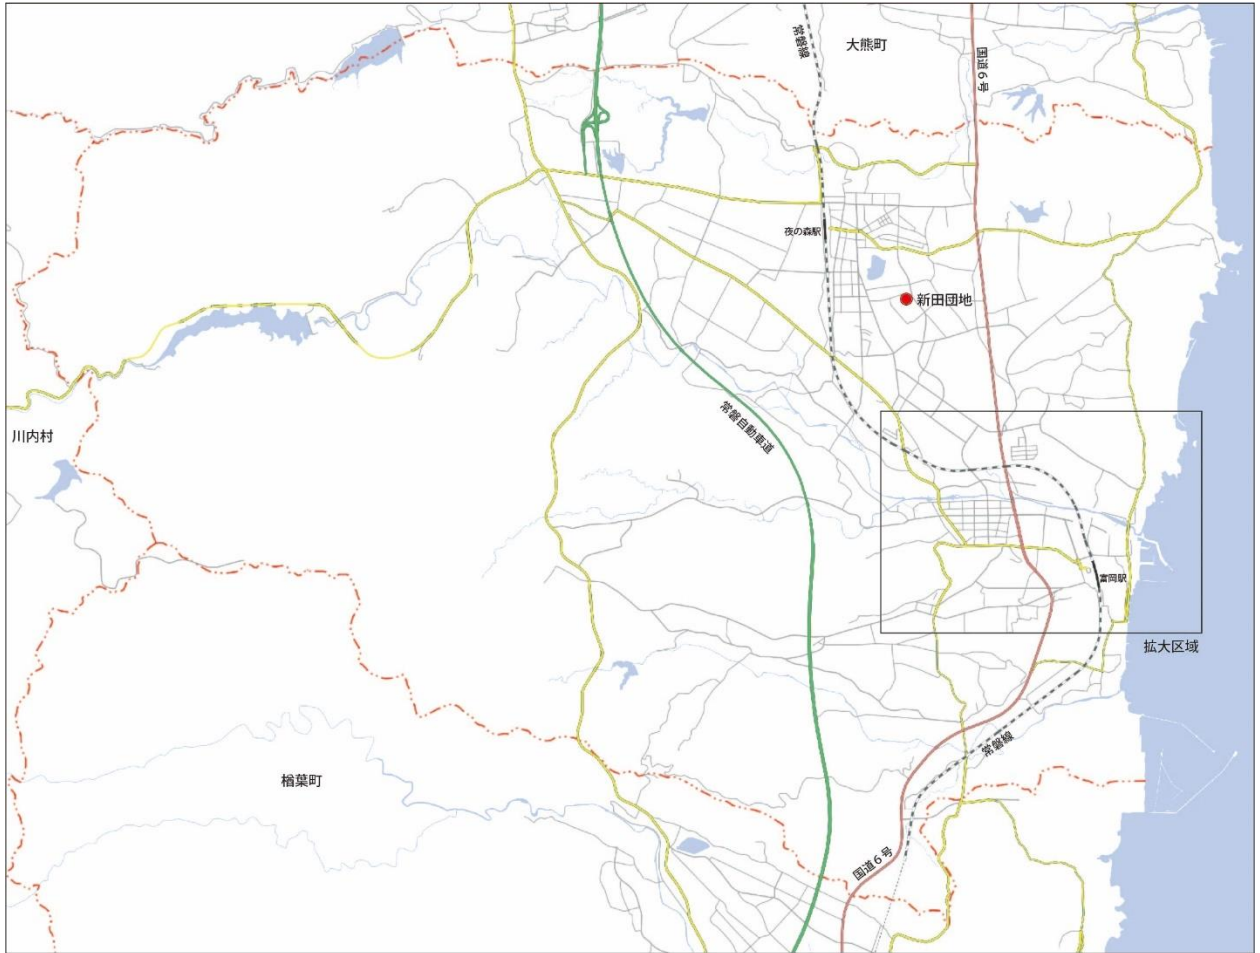 常磐線
大熊町
国道6号
夜の森駅
新田団地
川内村
常磐自動車道
富岡駅
拡大区域
常磐線
楢葉町
国道6号